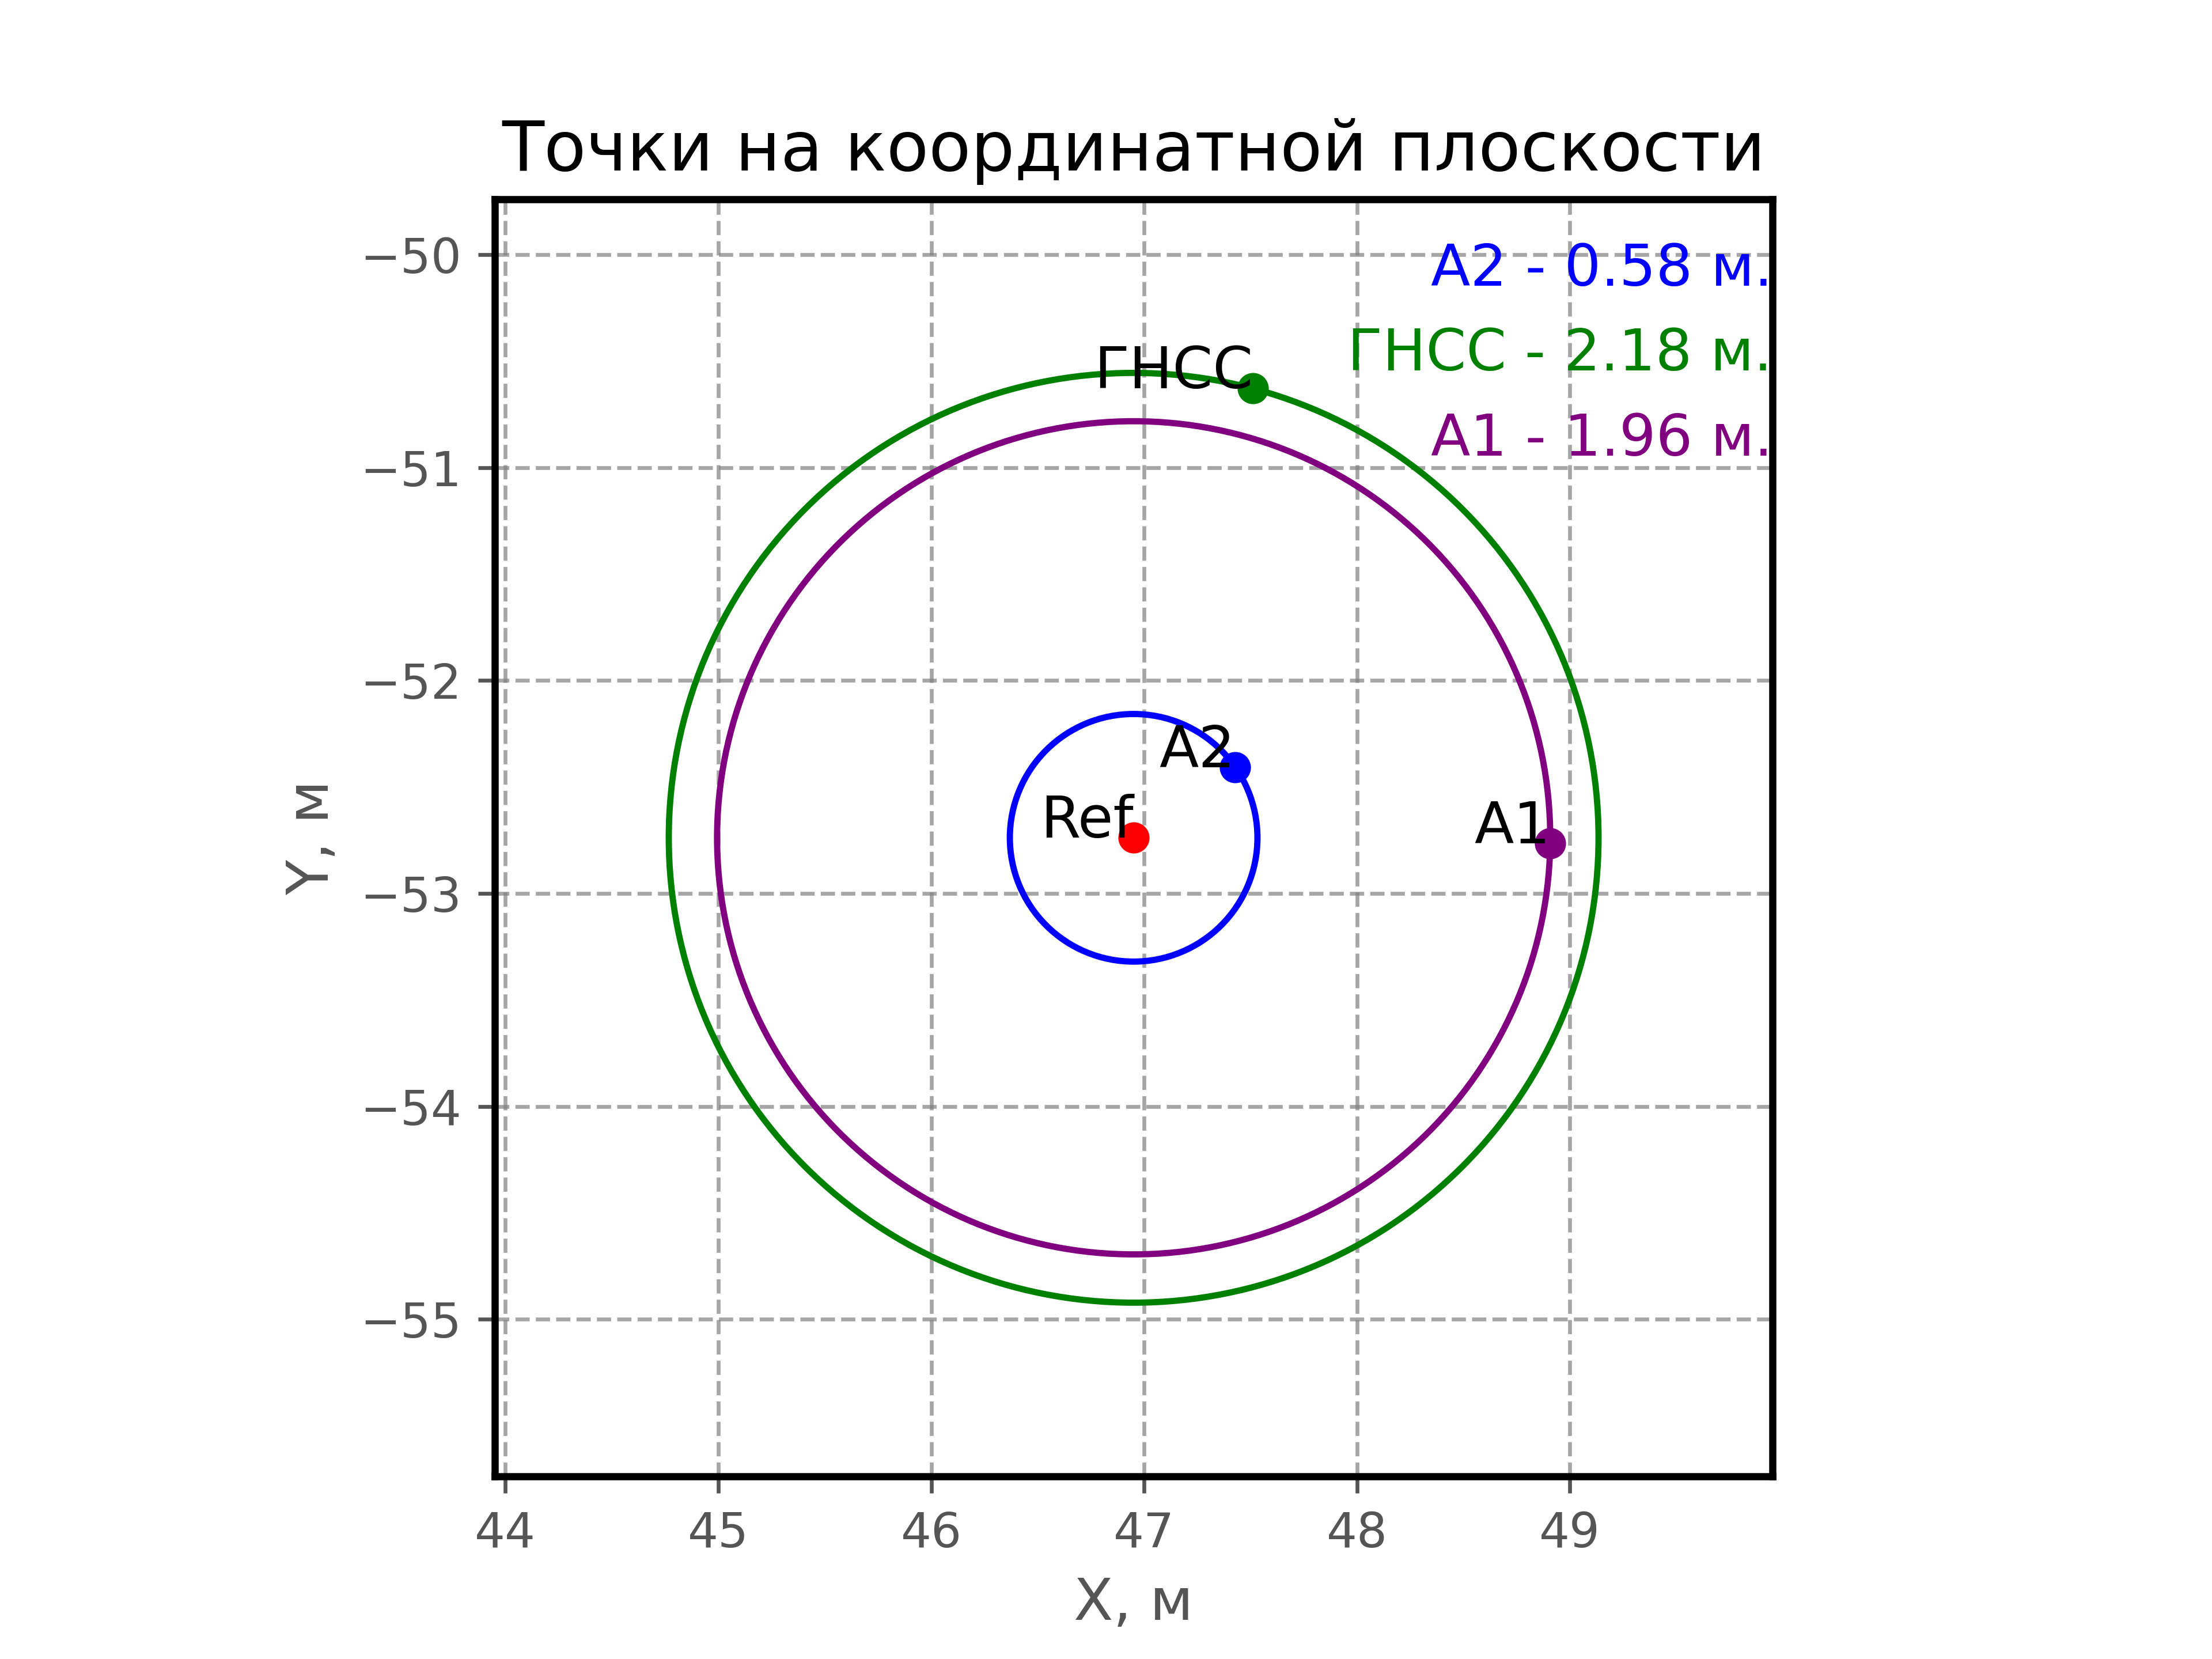 Точки на координатной плоскости
−50
A2 - 0.58 м.
ГНСС - 2.18 м.
ГНСС
A1 - 1.96 м.
−51
−52
A2
Ref
A1
Y, м
−53
−54
−55
44 45 46 47 48 49
X, м